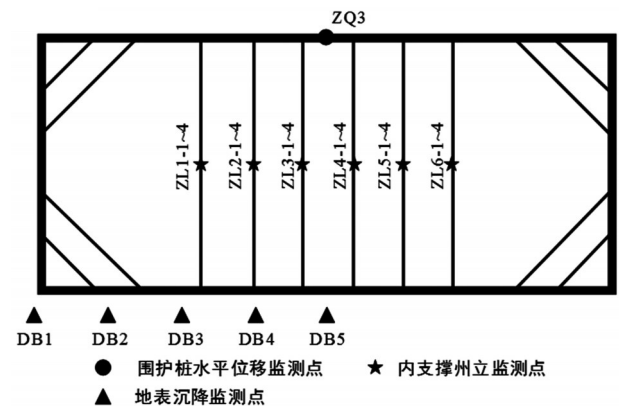 ZQ3
ZL1-1~4
ZL2-1~4
ZL3-1~4
ZL4-1~4
ZL5-1~4
ZL6-1~4
DB1 DB2 DB3 DB4 DB5
围护桩水平位移监测点 内支撑州立监测点
地表沉降监测点